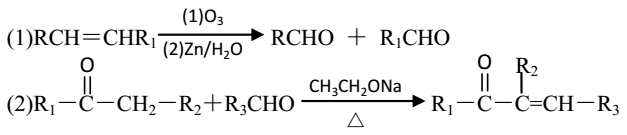 (1)O₃
(1)RCH=CHR₁ → RCHO + R₁CHO
(2)Zn/H₂O
O O R₂
(2)R₁—C—CH₂—R₂+R₃CHO CH₃CH₂ONa → R₁—C—C=CH—R₃
△